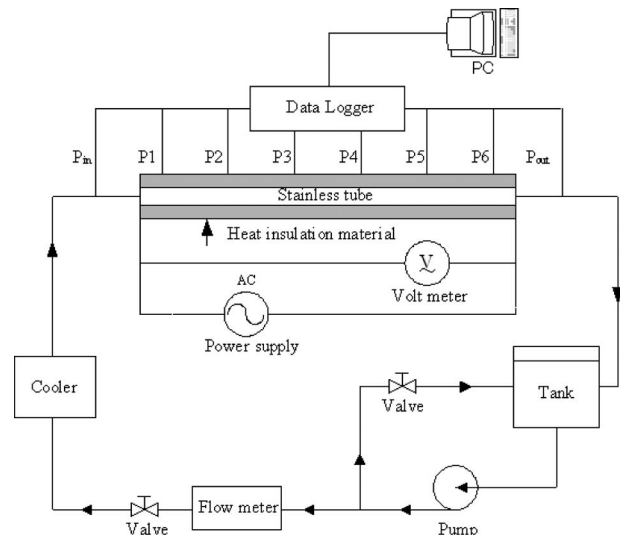 PC
Data Logger
Pin P1 P2 P3 P4 P5 P6 Pout
Stainless tube
Heat insulation material
V
AC
Volt meter
Power supply
Cooler
Valve
Tank
Flow meter
Valve
Pump